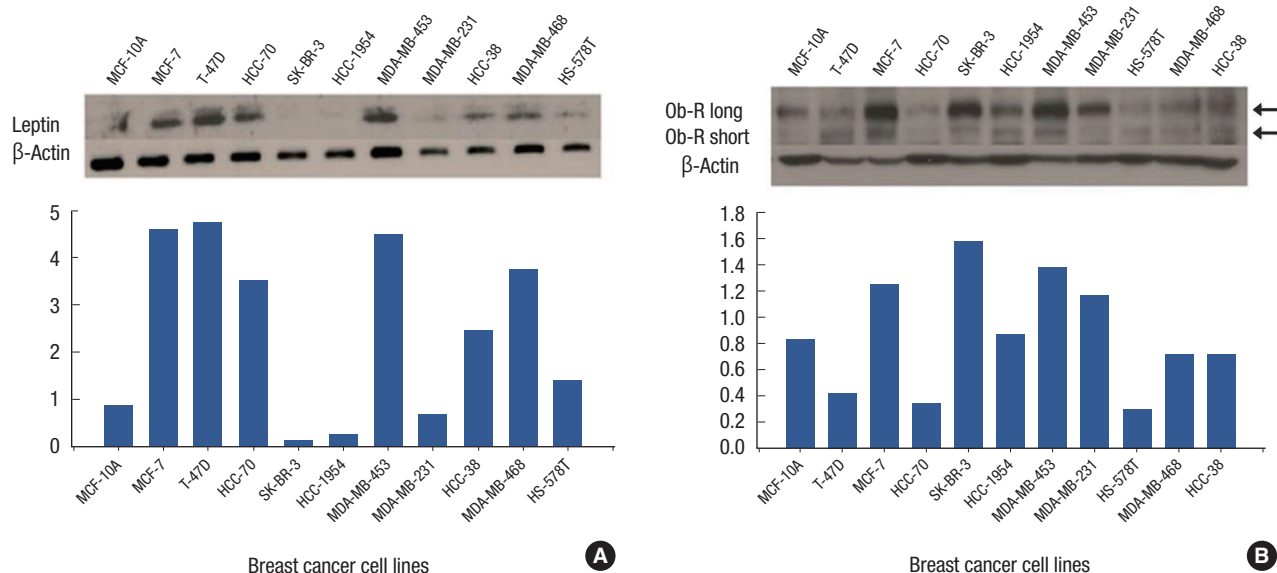 MCF-10A
MCF-7
T-47D
HCC-70
SK-BR-3
HCC-1954
MDA-MB-453
MDA-MB-231
HCC-38
MDA-MB-468
HS-578T
Leptin
β-Actin
5
4
3
2
1
0
MCF-10A
MCF-7
T-47D
HCC-70
SK-BR-3
HCC-1954
MDA-MB-453
MDA-MB-231
HCC-38
MDA-MB-468
HS-578T
Breast cancer cell lines
A
MCF-10A
T-47D
MCF-7
HCC-70
SK-BR-3
HCC-1954
MDA-MB-453
MDA-MB-231
HS-578T
MDA-MB-468
HCC-38
Ob-R long
Ob-R short
β-Actin
1.8
1.6
1.4
1.2
1.0
0.8
0.6
0.4
0.2
0.0
MCF-10A
T-47D
MCF-7
HCC-70
SK-BR-3
HCC-1954
MDA-MB-453
MDA-MB-231
HS-578T
MDA-MB-468
HCC-38
Breast cancer cell lines
B